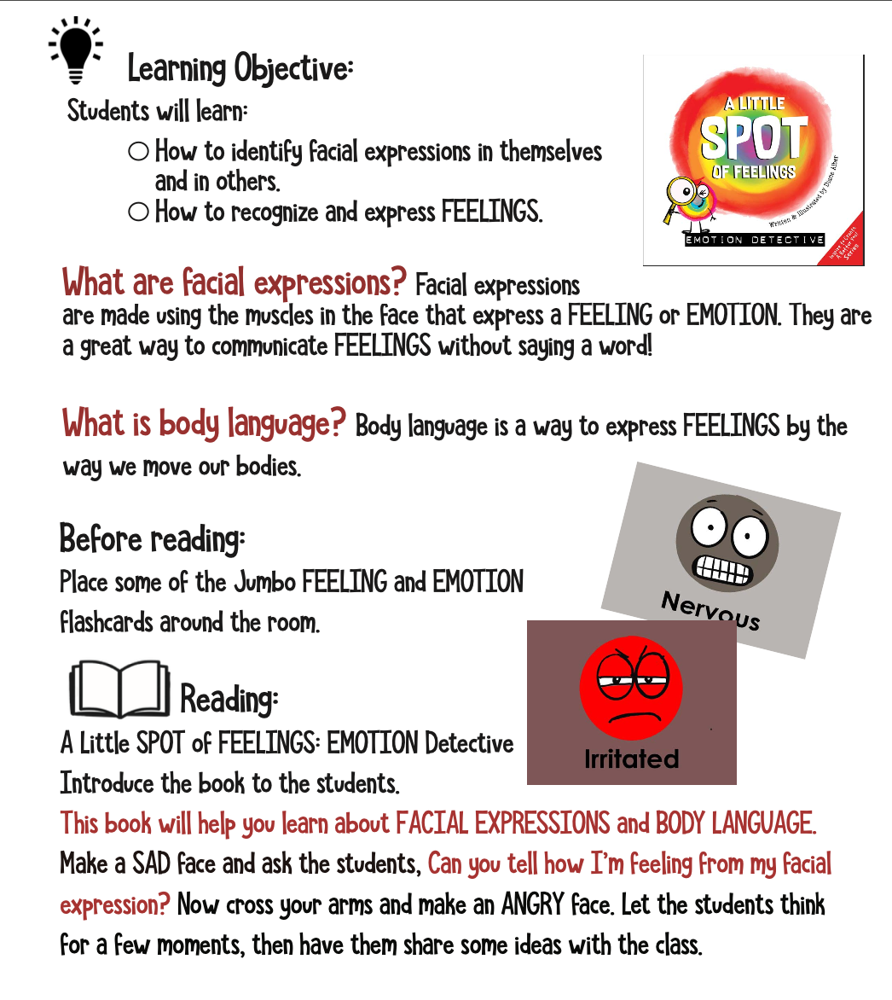 Learning Objective:
Students will learn:
How to identify facial expressions in themselves
and in others.
How to recognize and express FEELINGS.
A LITTLE
SPOT
OF FEELINGS
Written & Illustrated by Diane Alber
EMOTION DETECTIVE
Inspire to Create
A Better You!
Series
What are facial expressions? Facial expressions
are made using the muscles in the face that express a FEELING or EMOTION. They are
a great way to communicate FEELINGS without saying a word!
What is body language? Body language is a way to express FEELINGS by the
way we move our bodies.
Before reading:
Place some of the Jumbo FEELING and EMOTION
flashcards around the room.
Nervous
Irritated
Reading:
A Little SPOT of FEELINGS: EMOTION Detective
Introduce the book to the students.
This book will help you learn about FACIAL EXPRESSIONS and BODY LANGUAGE.
Make a SAD face and ask the students, Can you tell how I'm feeling from my facial
expression? Now cross your arms and make an ANGRY face. Let the students think
for a few moments, then have them share some ideas with the class.